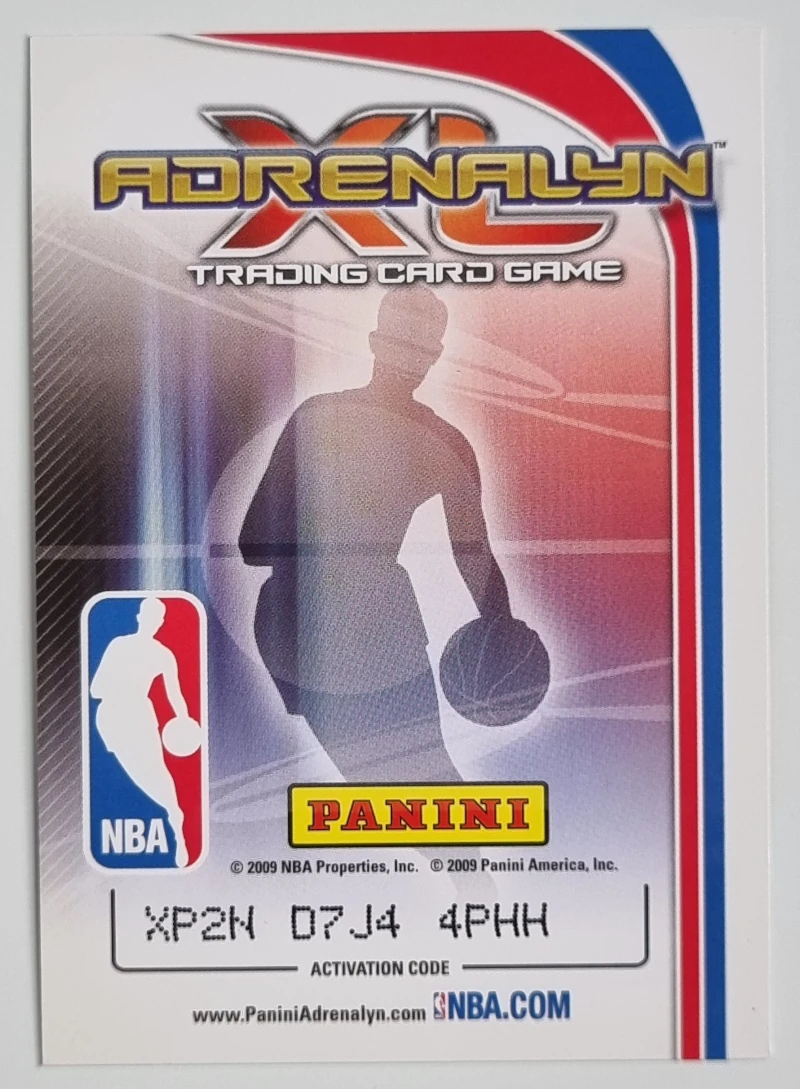 XL
ADRENALYN™
TRADING CARD GAME
NBA
PANINI
© 2009 NBA Properties, Inc. © 2009 Panini America, Inc.
XP2N D7J4 4PHH
ACTIVATION CODE
www.PaniniAdrenalyn.com NBA.COM